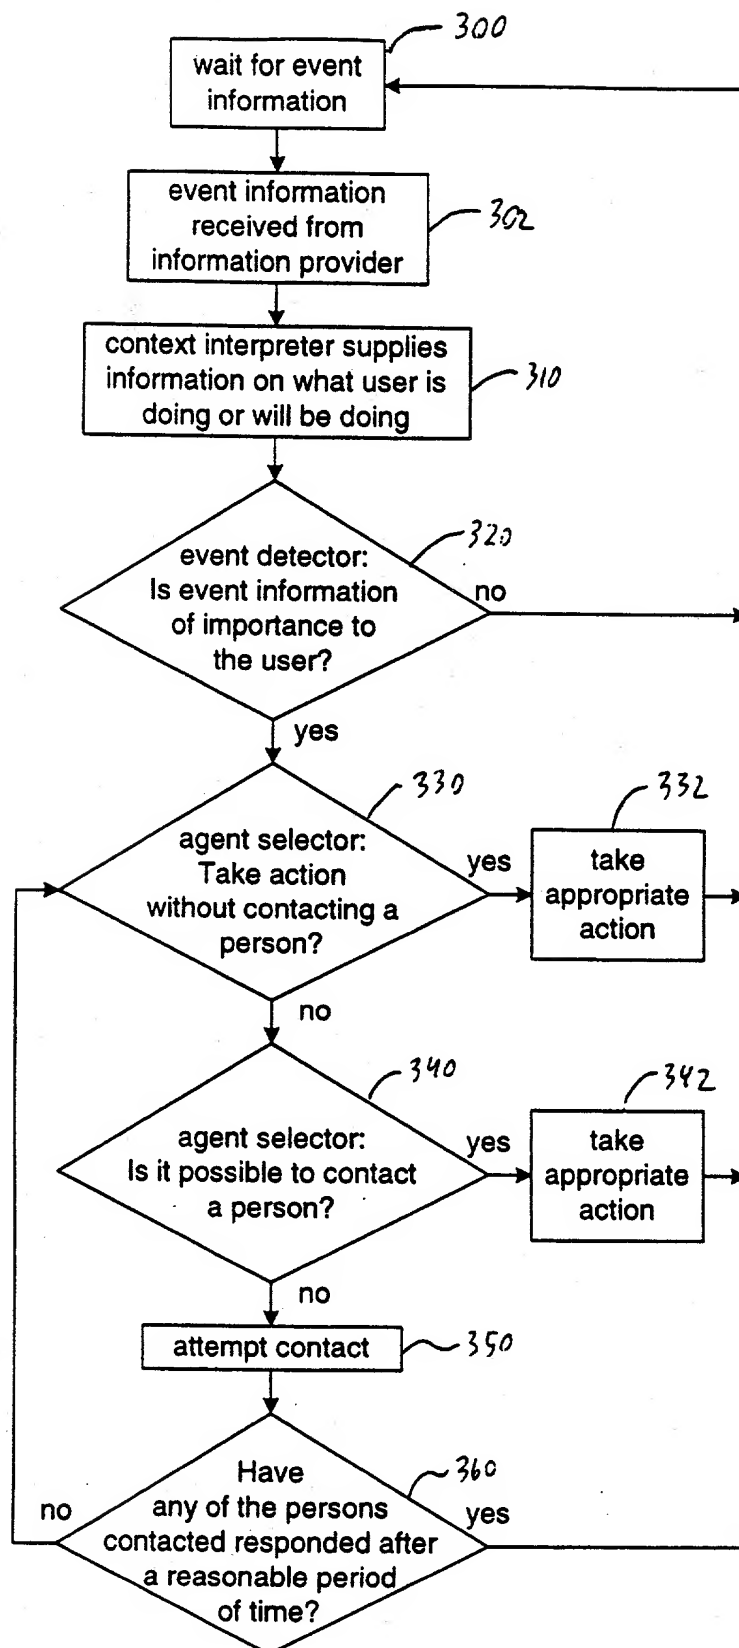 300
wait for event
information
event information
received from
information provider
302
context interpreter supplies
information on what user is
doing or will be doing
310
320
event detector:
Is event information
of importance to
the user?
no
yes
330
agent selector:
Take action
without contacting a
person?
yes
332
take
appropriate
action
no
340
agent selector:
Is it possible to contact
a person?
yes
342
take
appropriate
action
no
attempt contact
350
360
Have
any of the persons
contacted responded after
a reasonable period
of time?
no
yes